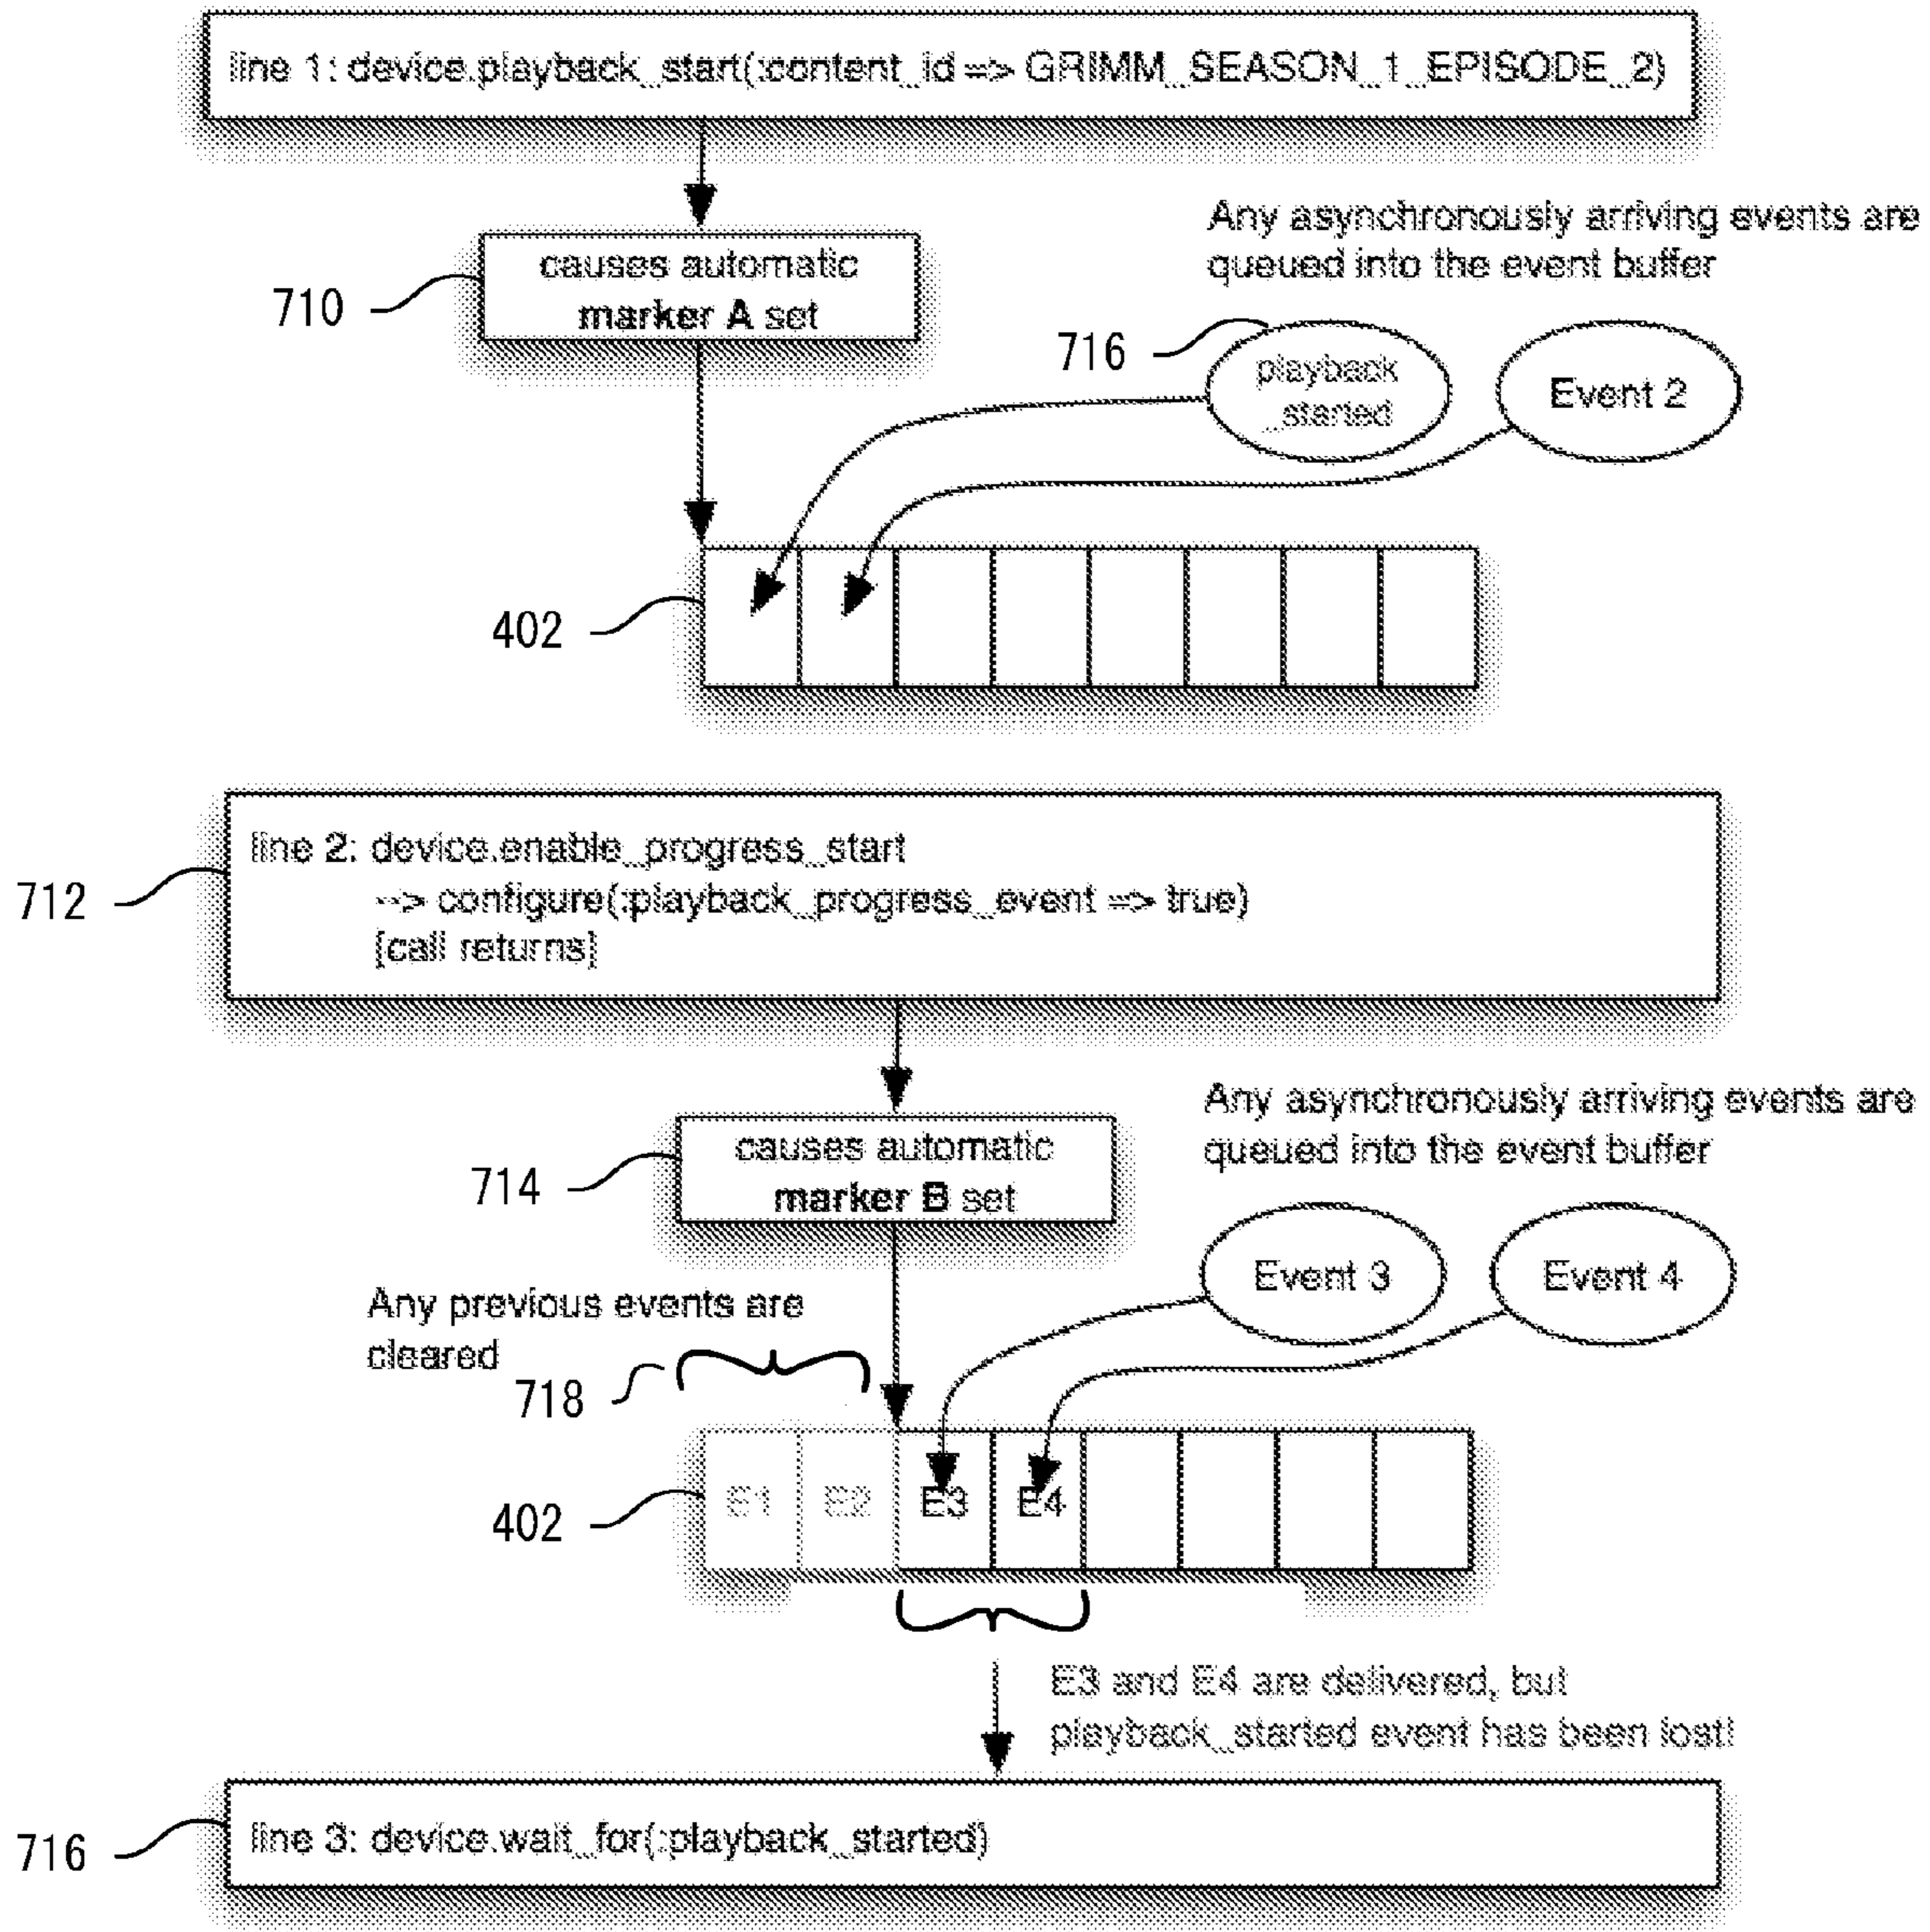 line 1: device.playback_start(:content_id => GRIMM_SEASON_1_EPISODE_2)
Any asynchronously arriving events are
queued into the event buffer
causes automatic
marker A set
710
716
playback
_started
Event 2
402
line 2: device.enable_progress_start
--> configure(:playback_progress_event => true)
[call returns]
712
Any asynchronously arriving events are
queued into the event buffer
causes automatic
marker B set
714
Event 3
Event 4
Any previous events are
cleared
718
E1
E2
E3
E4
402
E3 and E4 are delivered, but
playback_started event has been lost!
line 3: device.wait_for(:playback_started)
716